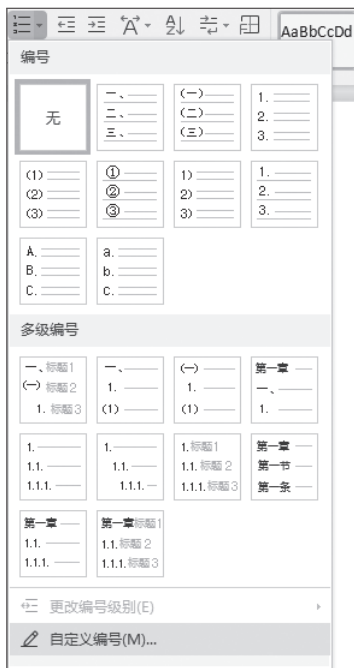 AaBbCcDd
编号
无
一、
二、
三、
(一)
(二)
(三)
1.
2.
3.
(1)
(2)
(3)
①
②
③
1)
2)
3)
1.
2.
3.
A.
B.
C.
a.
b.
c.
多级编号
一、标题1
(一) 标题2
1. 标题3
一、
1.
(1)
(一)
1.
(1)
第一章
一、
1.
1.
1.1.
1.1.1.
1.
1.1.
1.1.1.
1.标题1
1.1.标题2
1.1.1.标题3
第一章
第一节
第一条
第一章
1.1.
1.1.1.
第一章标题1
1.1.标题2
1.1.1.标题3
更改编号级别(E)
自定义编号(M)...